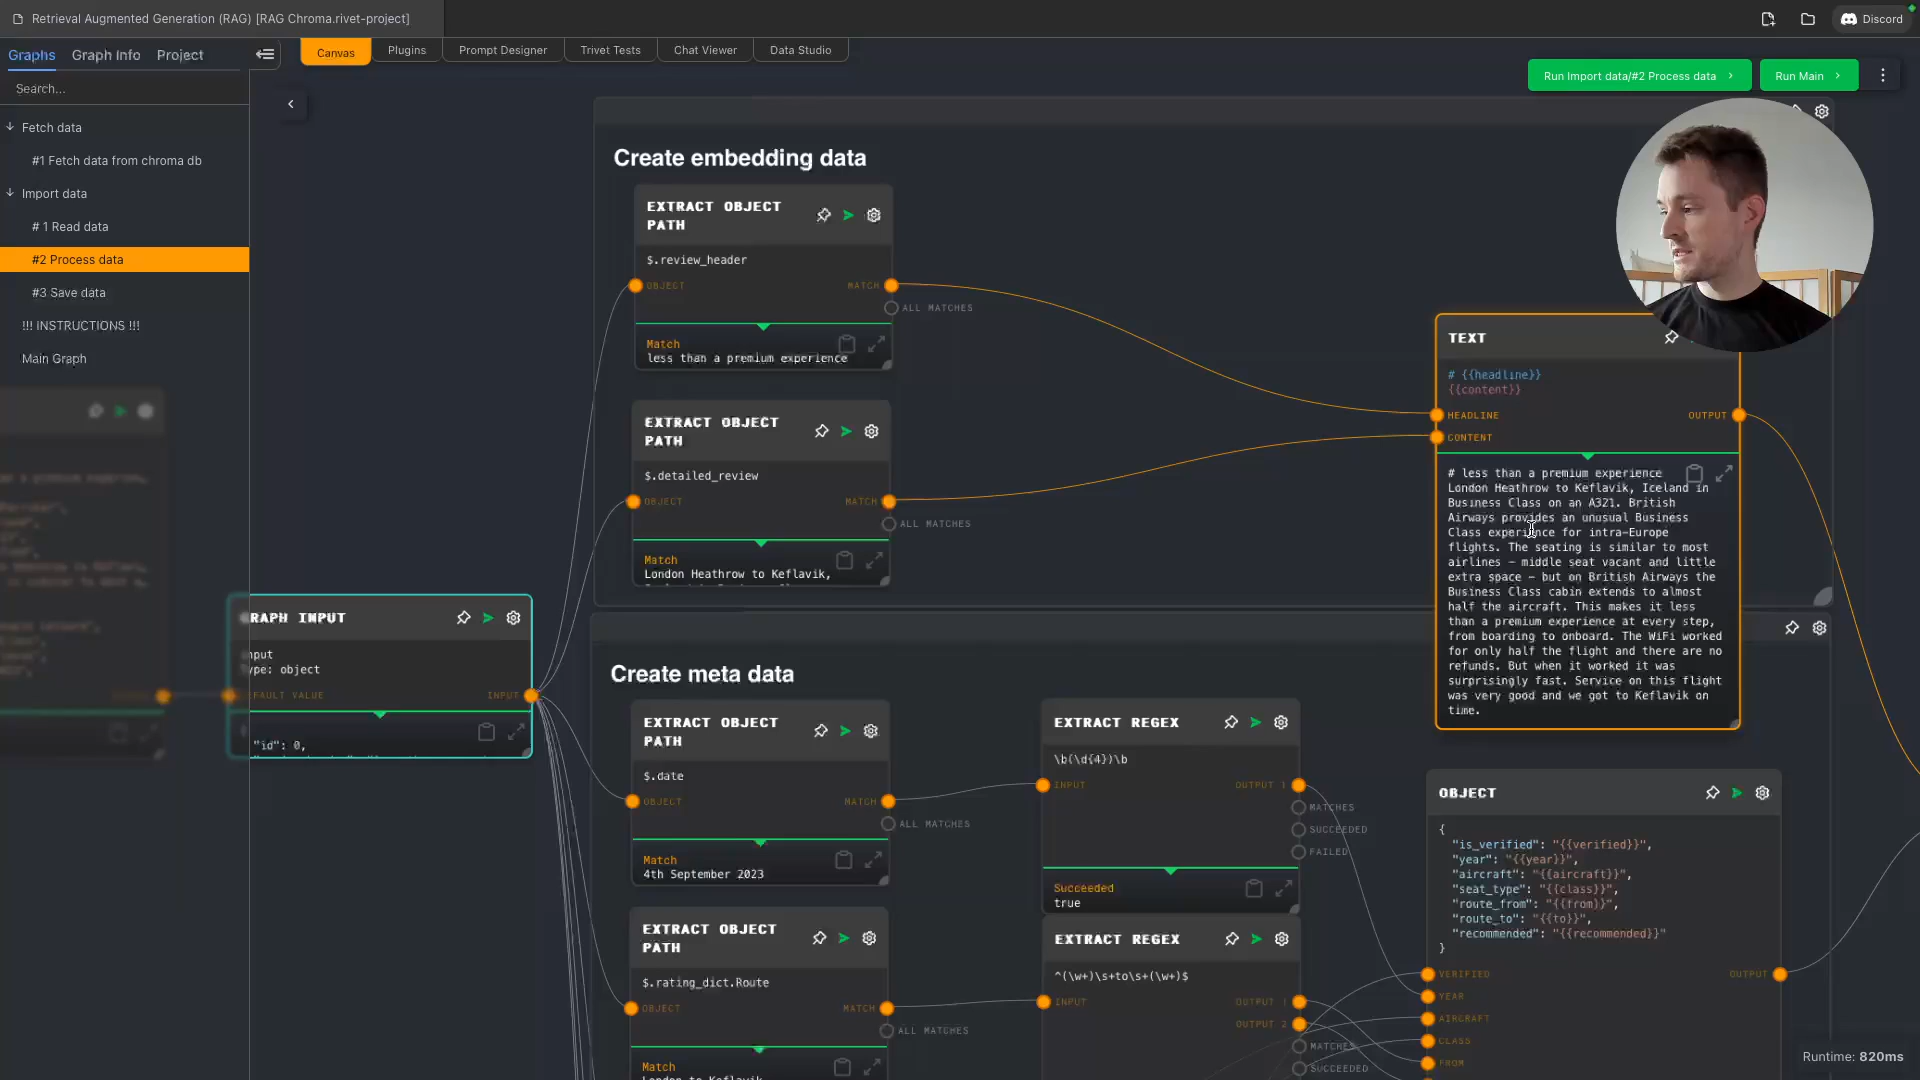 Retrieval Augmented Generation (RAG) [RAG Chroma.rivet-project]
Discord
Graphs
Graph Info
Project
Canvas
Plugins
Prompt Designer
Trivet Tests
Chat Viewer
Data Studio
Search...
Run Import data/#2 Process data
Run Main
Fetch data
#1 Fetch data from chroma db
Import data
# 1 Read data
#2 Process data
#3 Save data
!!! INSTRUCTIONS !!!
Main Graph
Create embedding data
EXTRACT OBJECT
PATH
$.review_header
OBJECT
MATCH
ALL MATCHES
Match
less than a premium experience
EXTRACT OBJECT
PATH
$.detailed_review
OBJECT
MATCH
ALL MATCHES
Match
London Heathrow to Keflavik,
TEXT
# {{headline}}
{{content}}
HEADLINE
OUTPUT
CONTENT
# less than a premium experience
London Heathrow to Keflavik, Iceland in
Business Class on an A321. British
Airways provides an unusual Business
Class experience for intra-Europe
flights. The seating is similar to most
airlines – middle seat vacant and little
extra space – but on British Airways the
Business Class cabin extends to almost
half the aircraft. This makes it less
than a premium experience at every step,
from boarding to onboard. The WiFi worked
for only half the flight and there are no
refunds. But when it worked it was
surprisingly fast. Service on this flight
was very good and we got to Keflavik on
time.
RAPH INPUT
nput
Type: object
FAULT VALUE
INPUT
"id": 0,
Create meta data
EXTRACT OBJECT
PATH
$.date
OBJECT
MATCH
ALL MATCHES
Match
4th September 2023
EXTRACT REGEX
\b(\d{4})\b
INPUT
OUTPUT 1
MATCHES
SUCCEEDED
FAILED
Succeeded
true
EXTRACT OBJECT
PATH
$.rating_dict.Route
OBJECT
MATCH
ALL MATCHES
Match
London to Keflavik
EXTRACT REGEX
^(\w+)\s+to\s+(\w+)$
INPUT
OUTPUT 1
OUTPUT 2
MATCHES
SUCCEEDED
OBJECT
{
"is_verified": "{{verified}}",
"year": "{{year}}",
"aircraft": "{{aircraft}}",
"seat_type": "{{class}}",
"route_from": "{{from}}",
"route_to": "{{to}}",
"recommended": "{{recommended}}"
}
VERIFIED
OUTPUT
YEAR
AIRCRAFT
CLASS
FROM
Runtime: 820ms